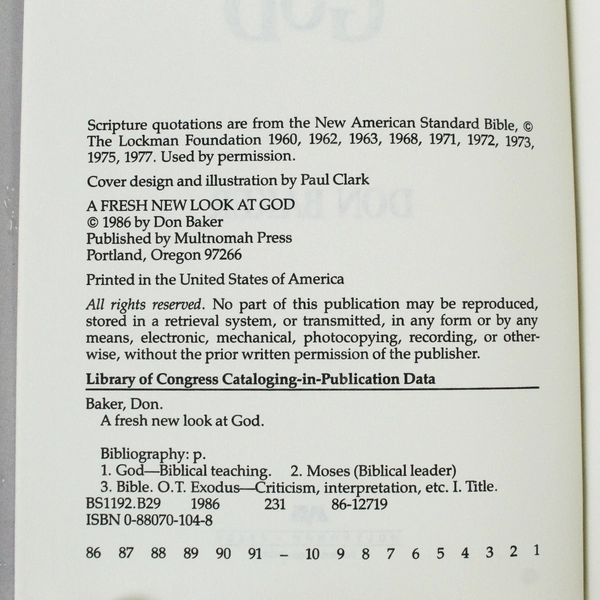 Scripture quotations are from the New American Standard Bible, ©
The Lockman Foundation 1960, 1962, 1963, 1968, 1971, 1972, 1973,
1975, 1977. Used by permission.
Cover design and illustration by Paul Clark
A FRESH NEW LOOK AT GOD
© 1986 by Don Baker
Published by Multnomah Press
Portland, Oregon 97266
Printed in the United States of America
All rights reserved. No part of this publication may be reproduced,
stored in a retrieval system, or transmitted, in any form or by any
means, electronic, mechanical, photocopying, recording, or other-
wise, without the prior written permission of the publisher.
Library of Congress Cataloging-in-Publication Data
Baker, Don.
A fresh new look at God.
Bibliography: p.
1. God—Biblical teaching. 2. Moses (Biblical leader)
3. Bible. O.T. Exodus—Criticism, interpretation, etc. I. Title.
BS1192.B29 1986 231 86-12719
ISBN 0-88070-104-8
86 87 88 89 90 91 – 10 9 8 7 6 5 4 3 2 1